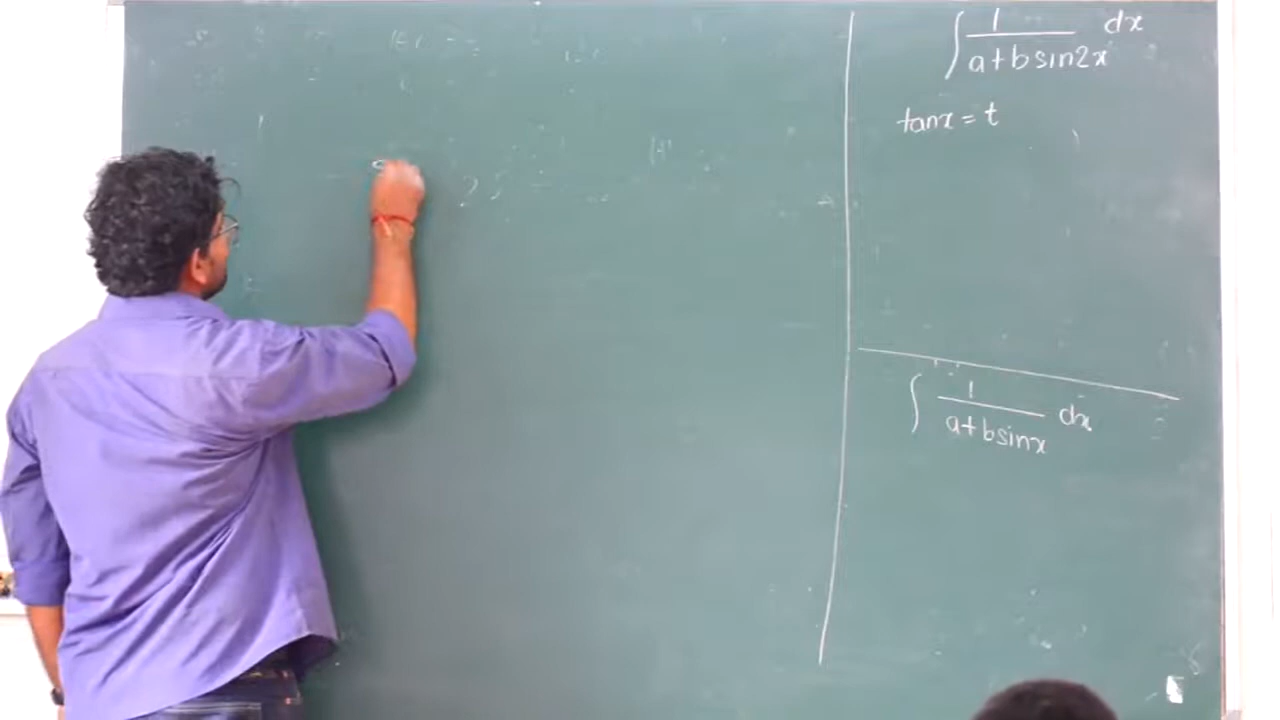 ∫ 1/(a+bsin2x) dx
tanx = t
∫ 1/(a+bsinx) dx